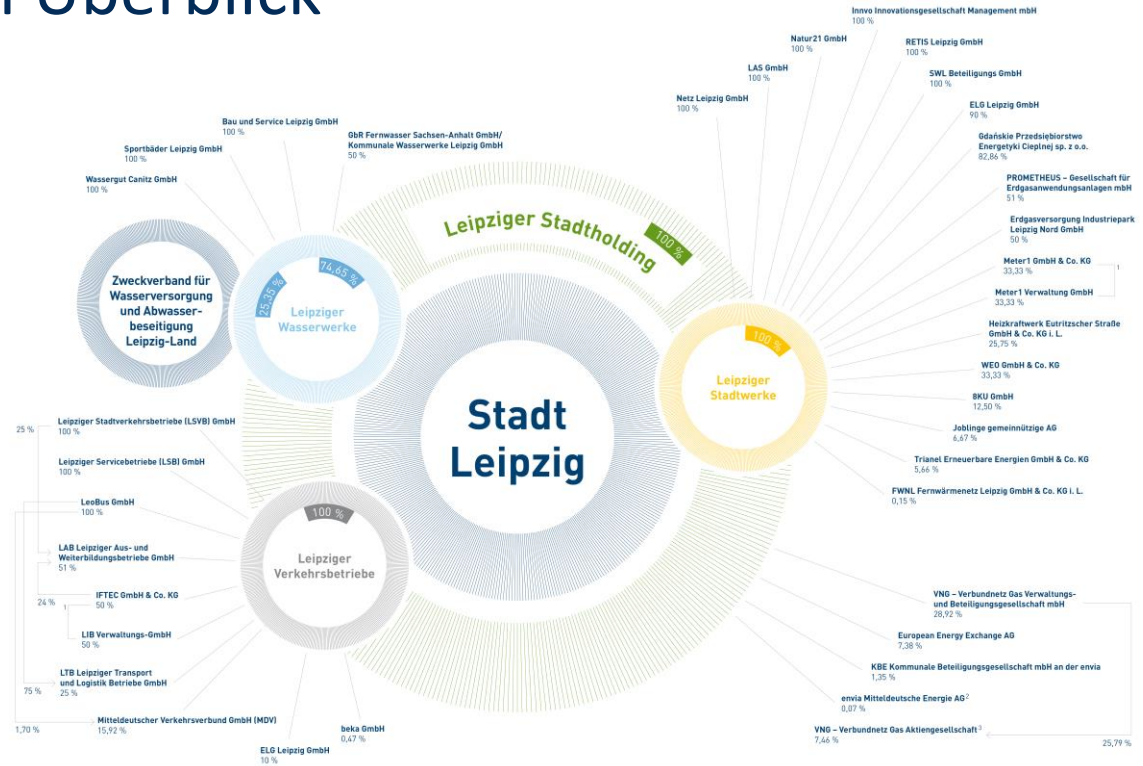 Überblick
Innvo Innovationsgesellschaft Management mbH
100 %
Natur21 GmbH
100 %
RETIS Leipzig GmbH
100 %
LAS GmbH
100 %
SWL Beteiligungs GmbH
100 %
Netz Leipzig GmbH
100 %
ELG Leipzig GmbH
90 %
Gdańskie Przedsiębiorstwo
Energetyki Cieplnej sp. z o.o.
82,86 %
PROMETHEUS – Gesellschaft für
Erdgasanwendungsanlagen mbH
51 %
Erdgasversorgung Industriepark
Leipzig Nord GmbH
50 %
Meter1 GmbH & Co. KG
33,33 %
1
Meter1 Verwaltung GmbH
33,33 %
Heizkraftwerk Eutritzscher Straße
GmbH & Co. KG i. L.
25,75 %
WEO GmbH & Co. KG
33,33 %
BKU GmbH
12,50 %
Joblinge gemeinnützige AG
6,67 %
Trianel Erneuerbare Energien GmbH & Co. KG
5,66 %
FWNL Fernwärmenetz Leipzig GmbH & Co. KG i. L.
0,15 %
Bau und Service Leipzig GmbH
100 %
GbR Fernwasser Sachsen-Anhalt GmbH/
Kommunale Wasserwerke Leipzig GmbH
50 %
Sportbäder Leipzig GmbH
100 %
Wassergut Canitz GmbH
100 %
Leipziger Stadtholding
100 %
Zweckverband für
Wasserversorgung
und Abwasser-
beseitigung
Leipzig-Land
25,35 %
74,65 %
Leipziger
Wasserwerke
100 %
Leipziger
Stadtwerke
Stadt
Leipzig
Leipziger Stadtverkehrsbetriebe (LSVB) GmbH
100 %
25 %
Leipziger Servicebetriebe (LSB) GmbH
100 %
LeoBus GmbH
100 %
LAB Leipziger Aus- und
Weiterbildungsbetriebe GmbH
51 %
24 %
IFTEC GmbH & Co. KG
50 %
1
LIB Verwaltungs-GmbH
50 %
LTB Leipziger Transport
und Logistik Betriebe GmbH
25 %
75 %
Mitteldeutscher Verkehrsverbund GmbH (MDV)
15,92 %
1,70 %
100 %
Leipziger
Verkehrsbetriebe
ELG Leipzig GmbH
10 %
beka GmbH
0,47 %
VNG – Verbundnetz Gas Verwaltungs-
und Beteiligungsgesellschaft mbH
28,92 %
European Energy Exchange AG
7,38 %
KBE Kommunale Beteiligungsgesellschaft mbH an der envia
1,35 %
envia Mitteldeutsche Energie AG²
0,07 %
VNG – Verbundnetz Gas Aktiengesellschaft³
7,46 %
25,79 %